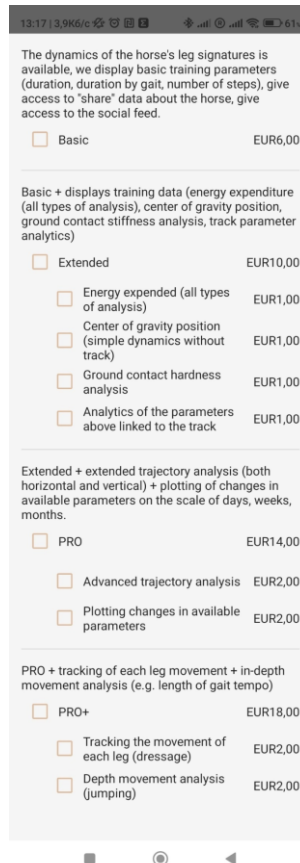 13:17 | 3,9Кб/с
61
The dynamics of the horse's leg signatures is
available, we display basic training parameters
(duration, duration by gait, number of steps), give
access to "share" data about the horse, give
access to the social feed.
Basic EUR6,00
Basic + displays training data (energy expenditure
(all types of analysis), center of gravity position,
ground contact stiffness analysis, track parameter
analytics)
Extended EUR10,00
Energy expended (all types
of analysis) EUR1,00
Center of gravity position
(simple dynamics without EUR1,00
track)
Ground contact hardness
analysis EUR1,00
Analytics of the parameters
above linked to the track EUR1,00
Extended + extended trajectory analysis (both
horizontal and vertical) + plotting of changes in
available parameters on the scale of days, weeks,
months.
PRO EUR14,00
Advanced trajectory analysis EUR2,00
Plotting changes in available
parameters EUR2,00
PRO + tracking of each leg movement + in-depth
movement analysis (e.g. length of gait tempo)
PRO+ EUR18,00
Tracking the movement of
each leg (dressage) EUR2,00
Depth movement analysis
(jumping) EUR2,00